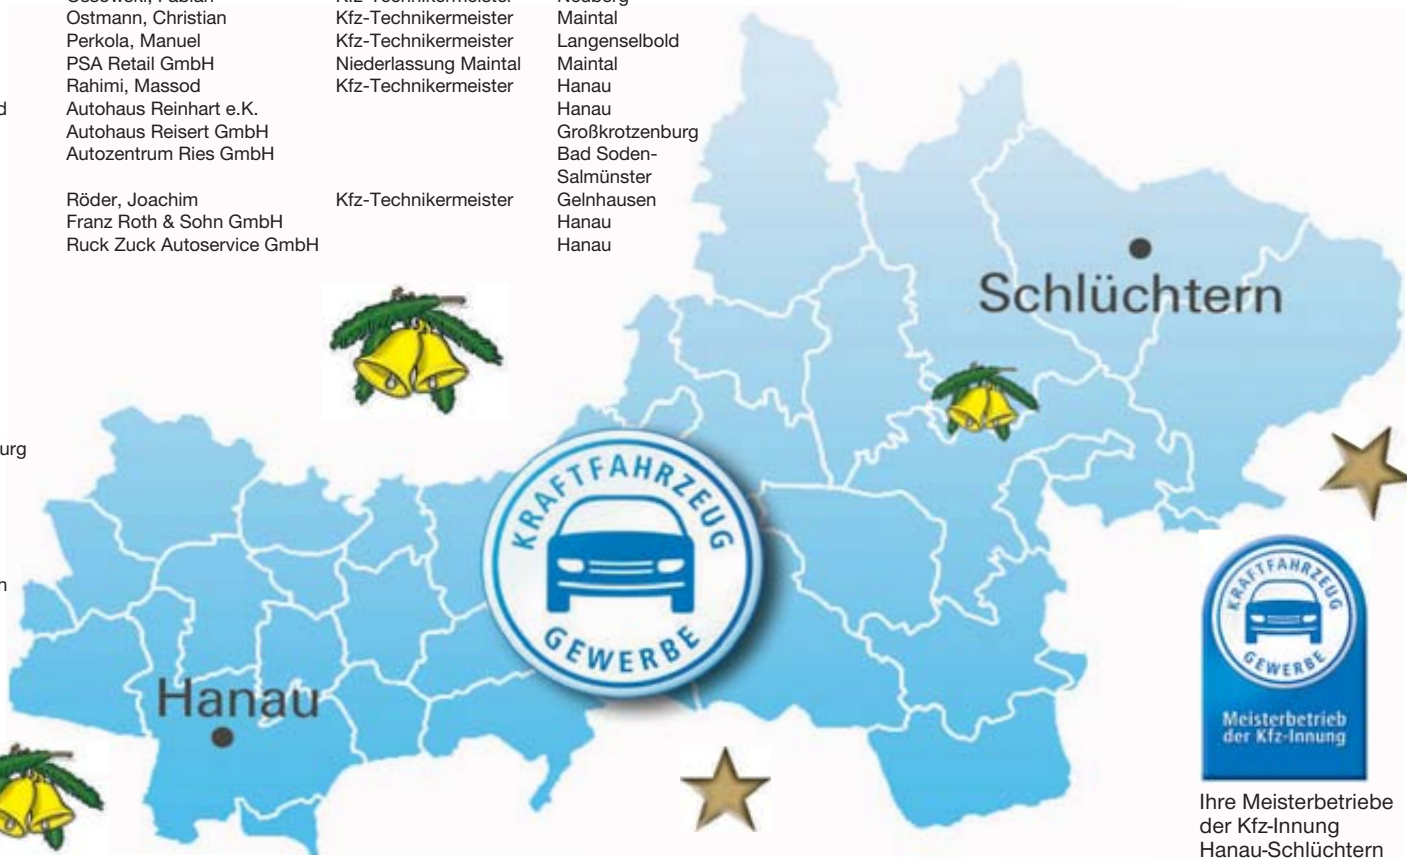 Ostmann, Christian Kfz-Technikermeister Maintal
Perkola, Manuel Kfz-Technikermeister Langenselbold
PSA Retail GmbH Niederlassung Maintal Maintal
Rahimi, Massod Kfz-Technikermeister Hanau
d Autohaus Reinhart e.K. Hanau
Autohaus Reisert GmbH Großkrotzenburg
Autozentrum Ries GmbH Bad Soden-
Salmünster
Röder, Joachim Kfz-Technikermeister Gelnhausen
Franz Roth & Sohn GmbH Hanau
Ruck Zuck Autoservice GmbH Hanau
Schlüchtern
urg
KRAFTFAHRZEUG
GEWERBE
h
Hanau
KRAFTFAHRZEUG
GEWERBE
Meisterbetrieb
der Kfz-Innung
Ihre Meisterbetriebe
der Kfz-Innung
Hanau-Schlüchtern